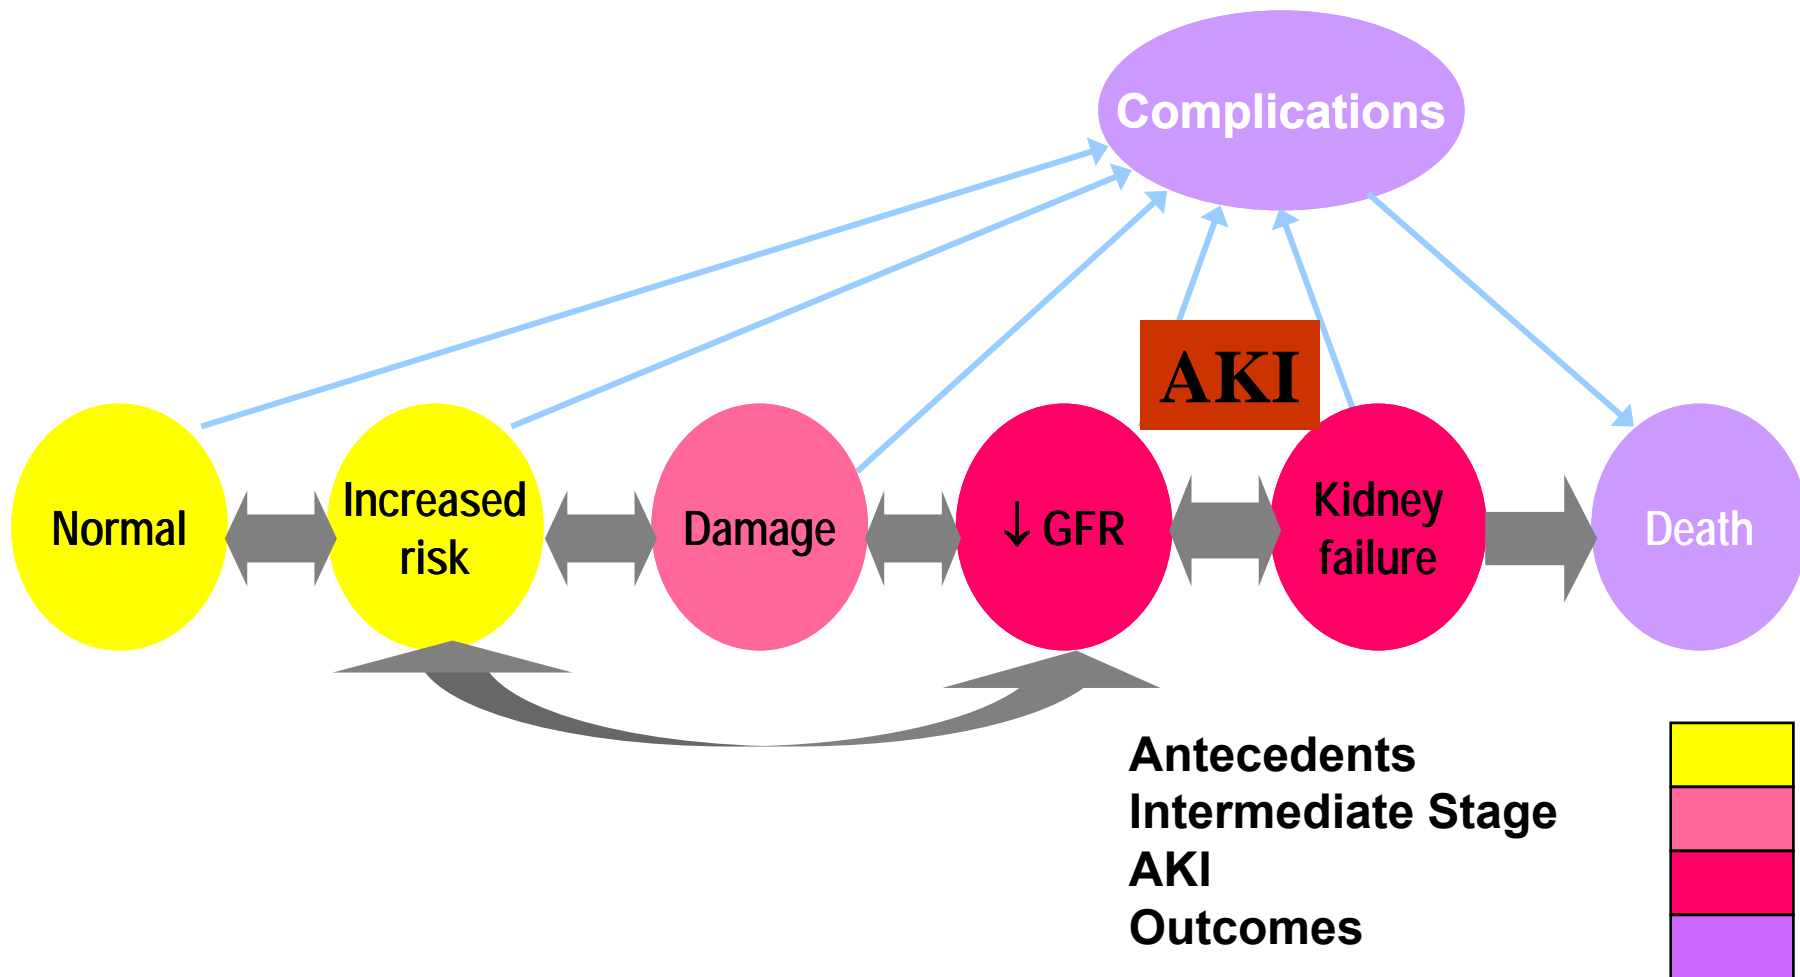 Complications
AKI
Normal
Increased
risk
Damage
↓ GFR
Kidney
failure
Death
Antecedents
Intermediate Stage
AKI
Outcomes